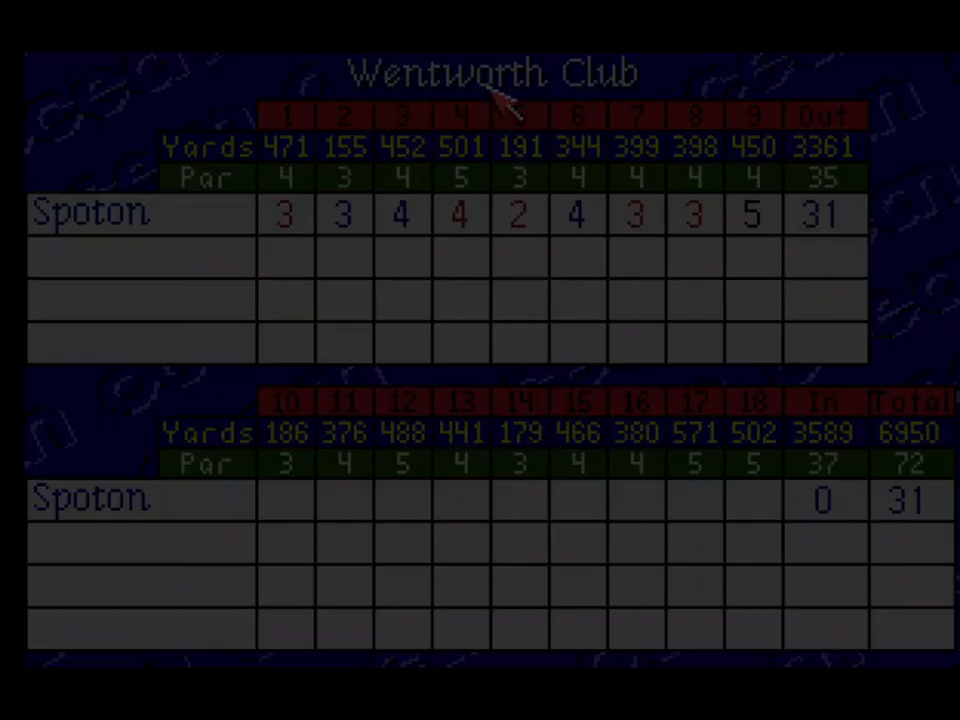 Wentworth Club
1 2 3 4 5 6 7 8 9 Out
Yards 471 155 452 501 191 344 399 398 450 3361
Par 4 3 4 5 3 4 4 4 4 35
Spoton 3 3 4 4 2 4 3 3 5 31
10 11 12 13 14 15 16 17 18 In Total
Yards 186 376 488 441 179 466 380 571 502 3589 6950
Par 3 4 5 4 3 4 4 5 5 37 72
Spoton 0 31